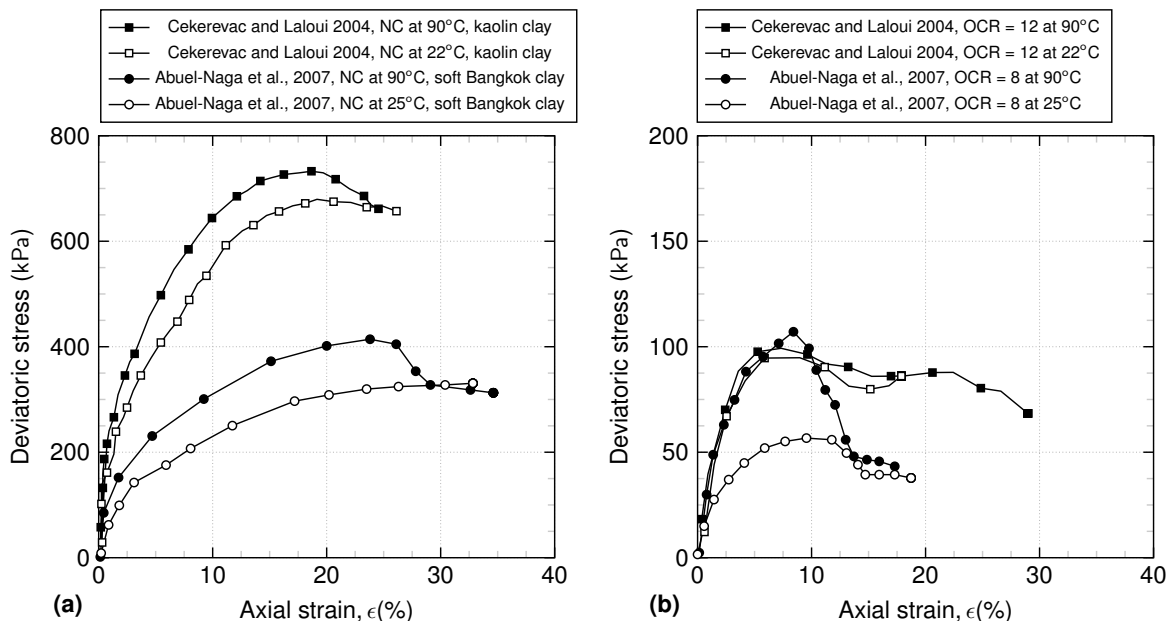 Cekerevac and Laloui 2004, NC at 90°C, kaolin clay
Cekerevac and Laloui 2004, NC at 22°C, kaolin clay
Abuel-Naga et al., 2007, NC at 90°C, soft Bangkok clay
Abuel-Naga et al., 2007, NC at 25°C, soft Bangkok clay
800
600
400
200
0
Deviatoric stress (kPa)
0 10 20 30 40
(a)
Axial strain, ϵ(%)
Cekerevac and Laloui 2004, OCR = 12 at 90°C
Cekerevac and Laloui 2004, OCR = 12 at 22°C
Abuel-Naga et al., 2007, OCR = 8 at 90°C
Abuel-Naga et al., 2007, OCR = 8 at 25°C
200
150
100
50
0
Deviatoric stress (kPa)
0 10 20 30 40
(b)
Axial strain, ϵ(%)